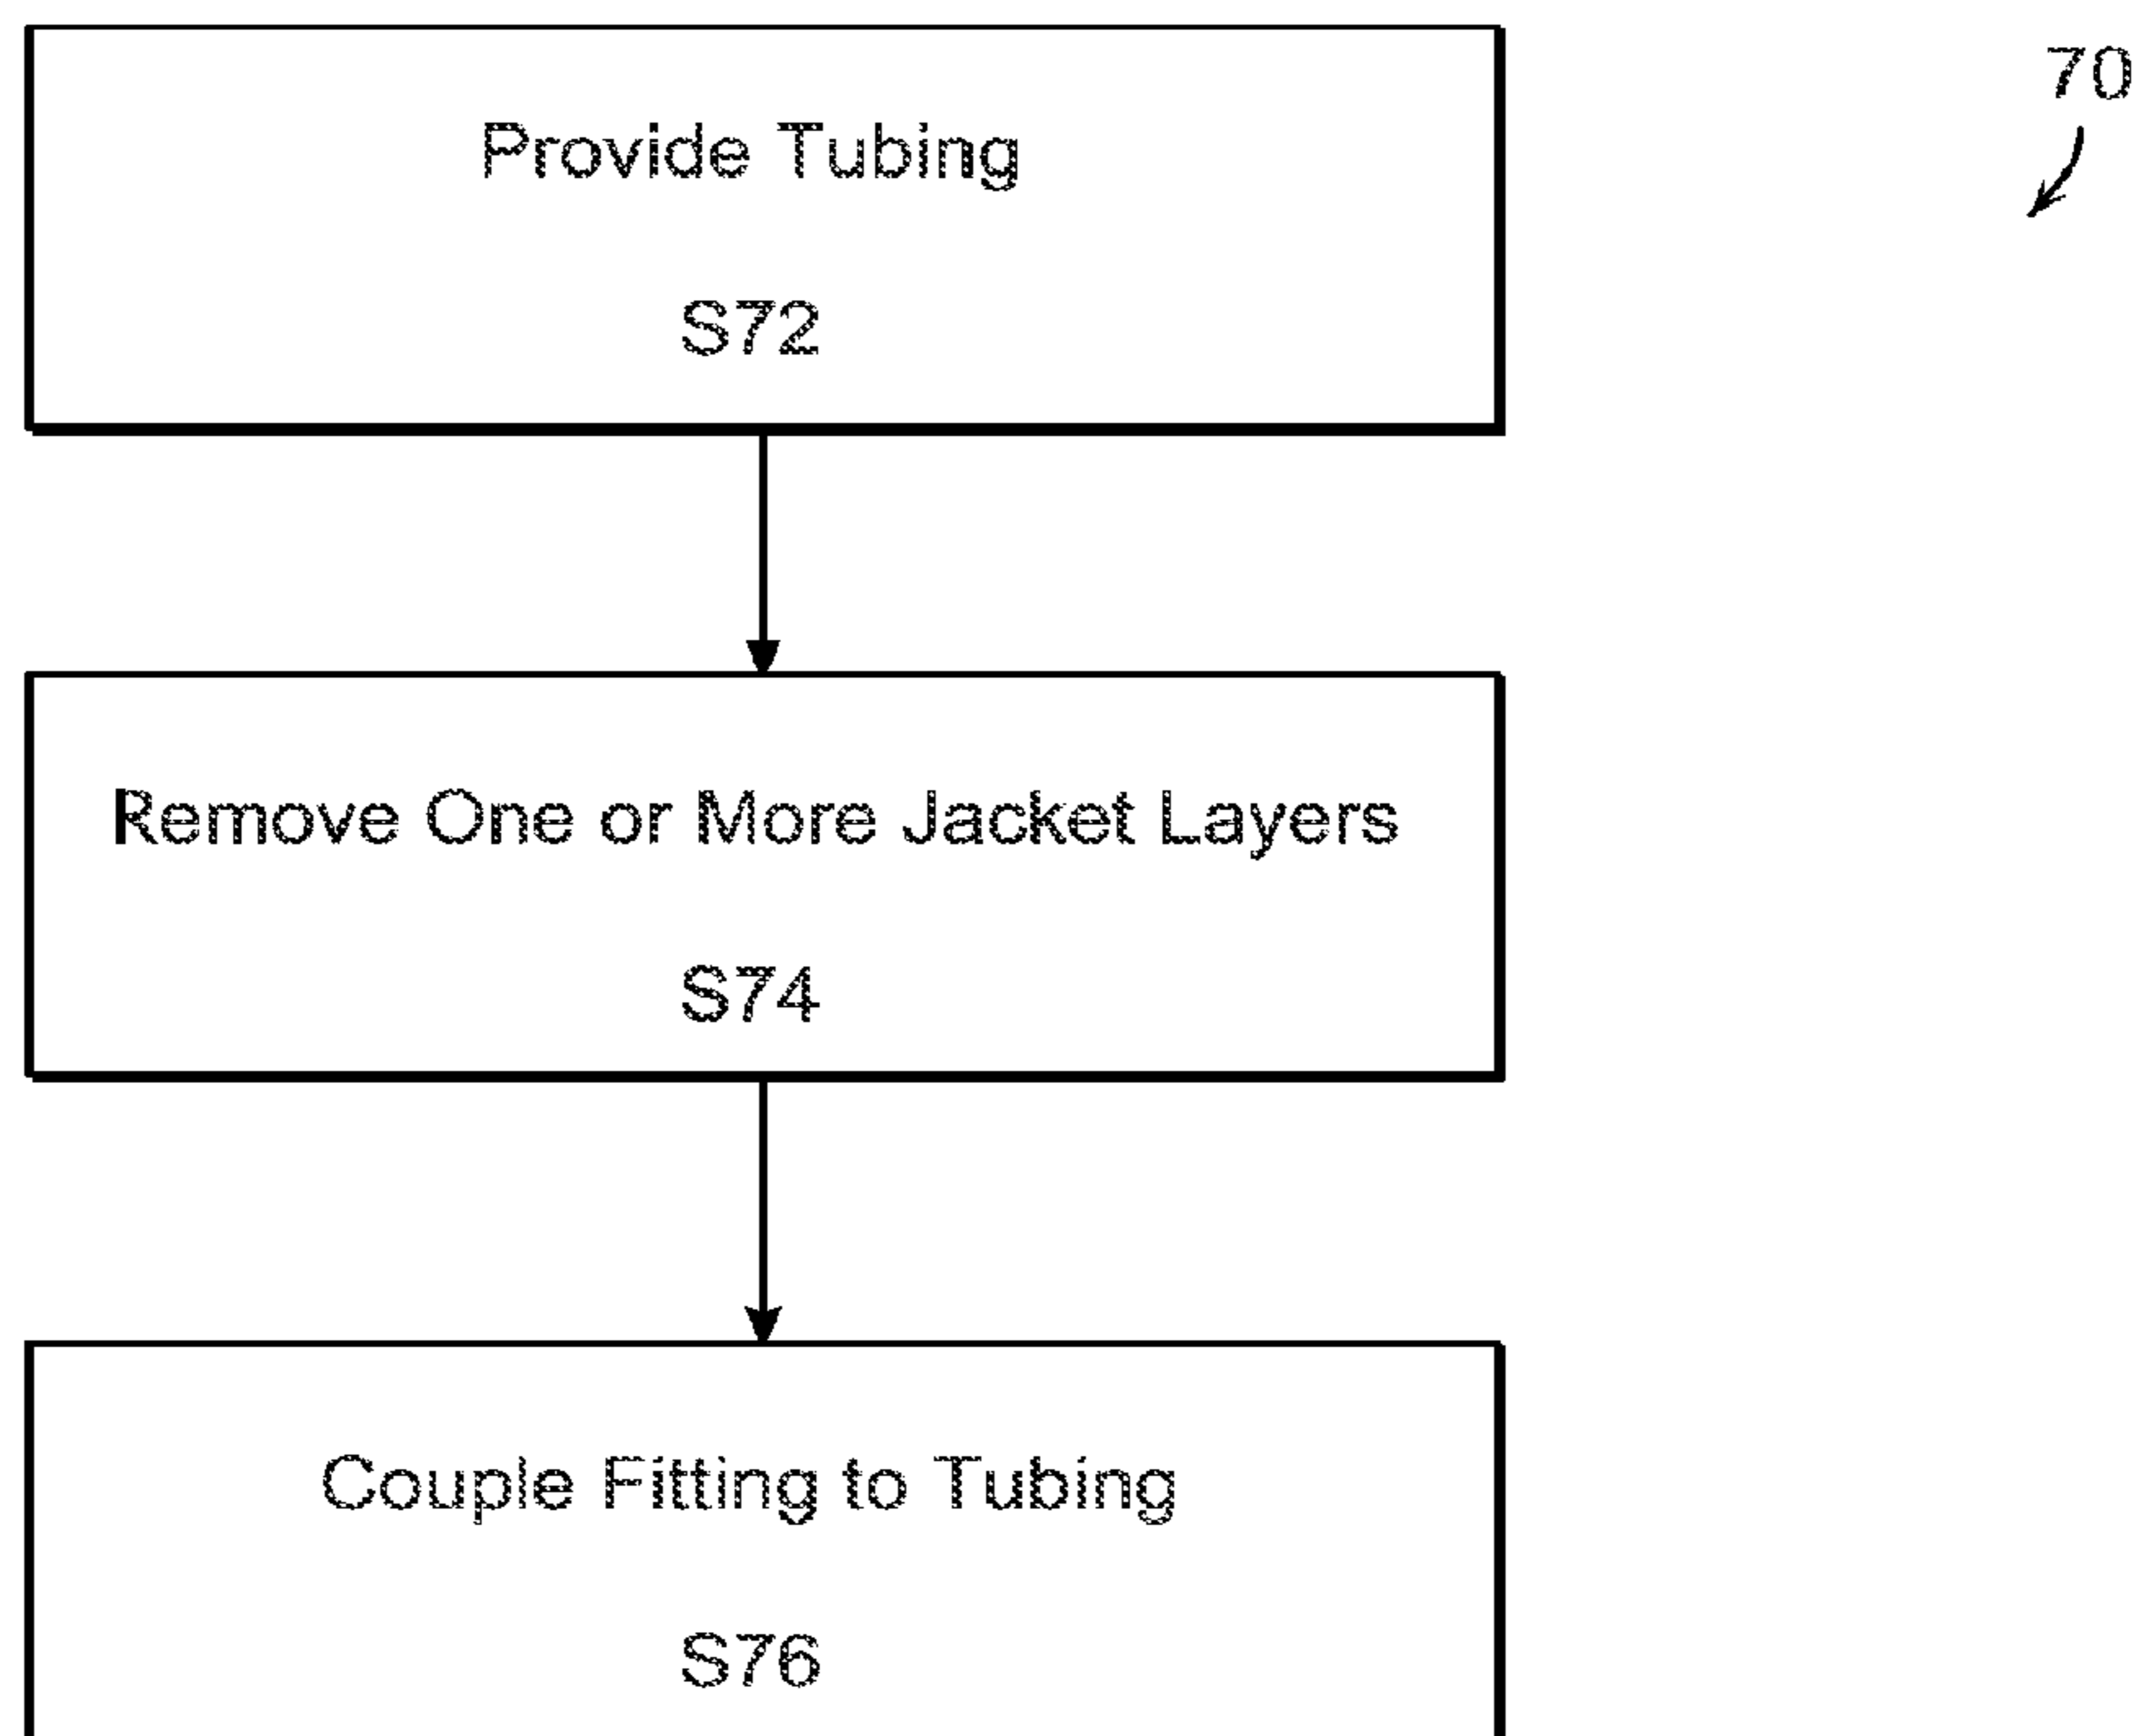 70
Provide Tubing
S72
Remove One or More Jacket Layers
S74
Couple Fitting to Tubing
S76